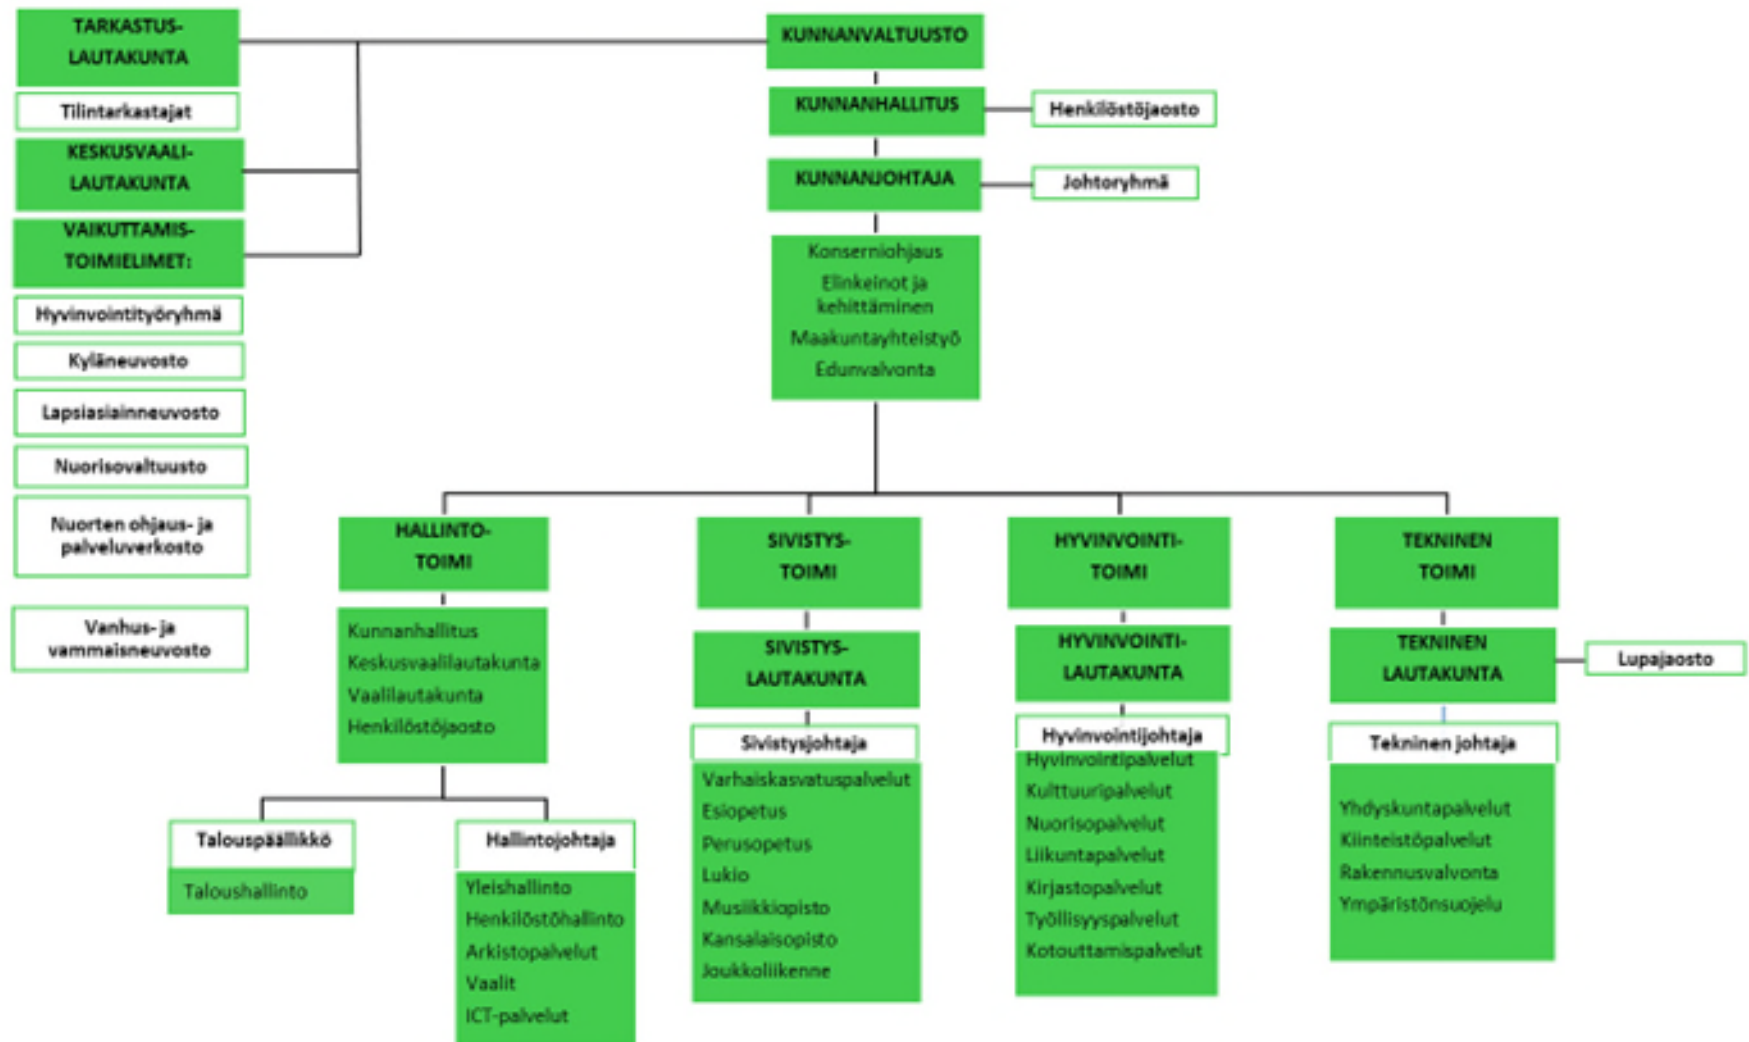 TARKASTUS-
LAUTAKUNTA
Tilintarkastajat
KESKUSVAALI-
LAUTAKUNTA
VAIKUTTAMIS-
TOIMIELIMET:
Hyvinvointityöryhmä
Kyläneuvosto
Lapsiasiainneuvosto
Nuorisovaltuusto
Nuorten ohjaus- ja
palveluverkosto
Vanhus- ja
vammaisneuvosto
KUNNANVALTUUSTO
KUNNANHALLITUS
Henkilöstöjaosto
KUNNANJOHTAJA
Johtoryhmä
Konserniohjaus
Elinkeinot ja
kehittäminen
Maakuntayhteistyö
Edunvalvonta
HALLINTO-
TOIMI
Kunnanhallitus
Keskusvaalilautakunta
Vaalilautakunta
Henkilöstöjaosto
Talouspäällikkö
Taloushallinto
Hallintojohtaja
Yleishallinto
Henkilöstöhallinto
Arkistopalvelut
Vaalit
ICT-palvelut
SIVISTYS-
TOIMI
SIVISTYS-
LAUTAKUNTA
Sivistysjohtaja
Varhaiskasvatuspalvelut
Esiopetus
Perusopetus
Lukio
Musiikkiopisto
Kansalaisopisto
Joukkoliikenne
HYVINVOINTI-
TOIMI
HYVINVOINTI-
LAUTAKUNTA
Hyvinvointijohtaja
Hyvinvointipalvelut
Kulttuuripalvelut
Nuorisopalvelut
Liikuntapalvelut
Kirjastopalvelut
Työllisyyspalvelut
Kotouttamispalvelut
TEKNINEN
TOIMI
TEKNINEN
LAUTAKUNTA
Lupajaosto
Tekninen johtaja
Yhdyskuntapalvelut
Kiinteistöpalvelut
Rakennusvalvonta
Ympäristönsuojelu